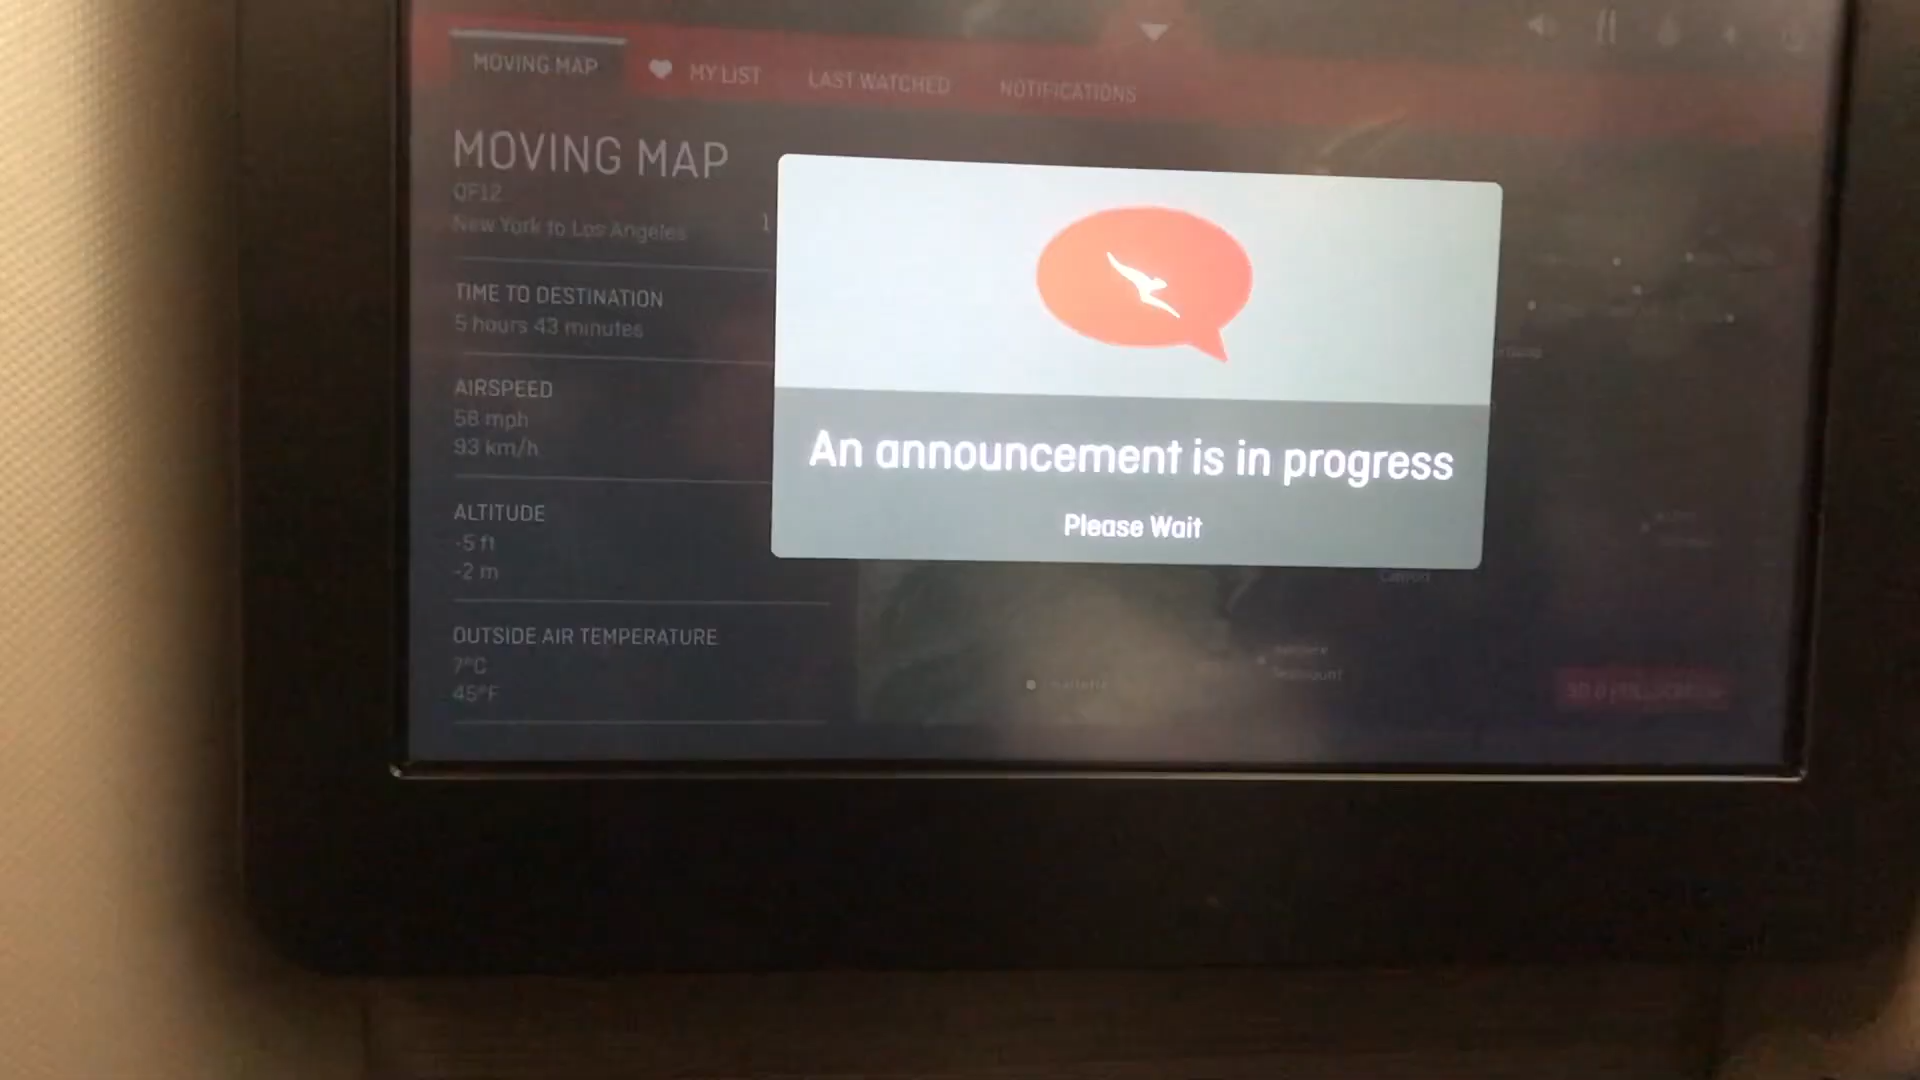 MOVING MAP
MY LIST
LAST WATCHED
NOTIFICATIONS
MOVING MAP
QF12
New York to Los Angeles
TIME TO DESTINATION
5 hours 43 minutes
AIRSPEED
58 mph
93 km/h
ALTITUDE
-5 ft
-2 m
OUTSIDE AIR TEMPERATURE
7°C
45°F
An announcement is in progress
Please Wait
Canyon
Seamount